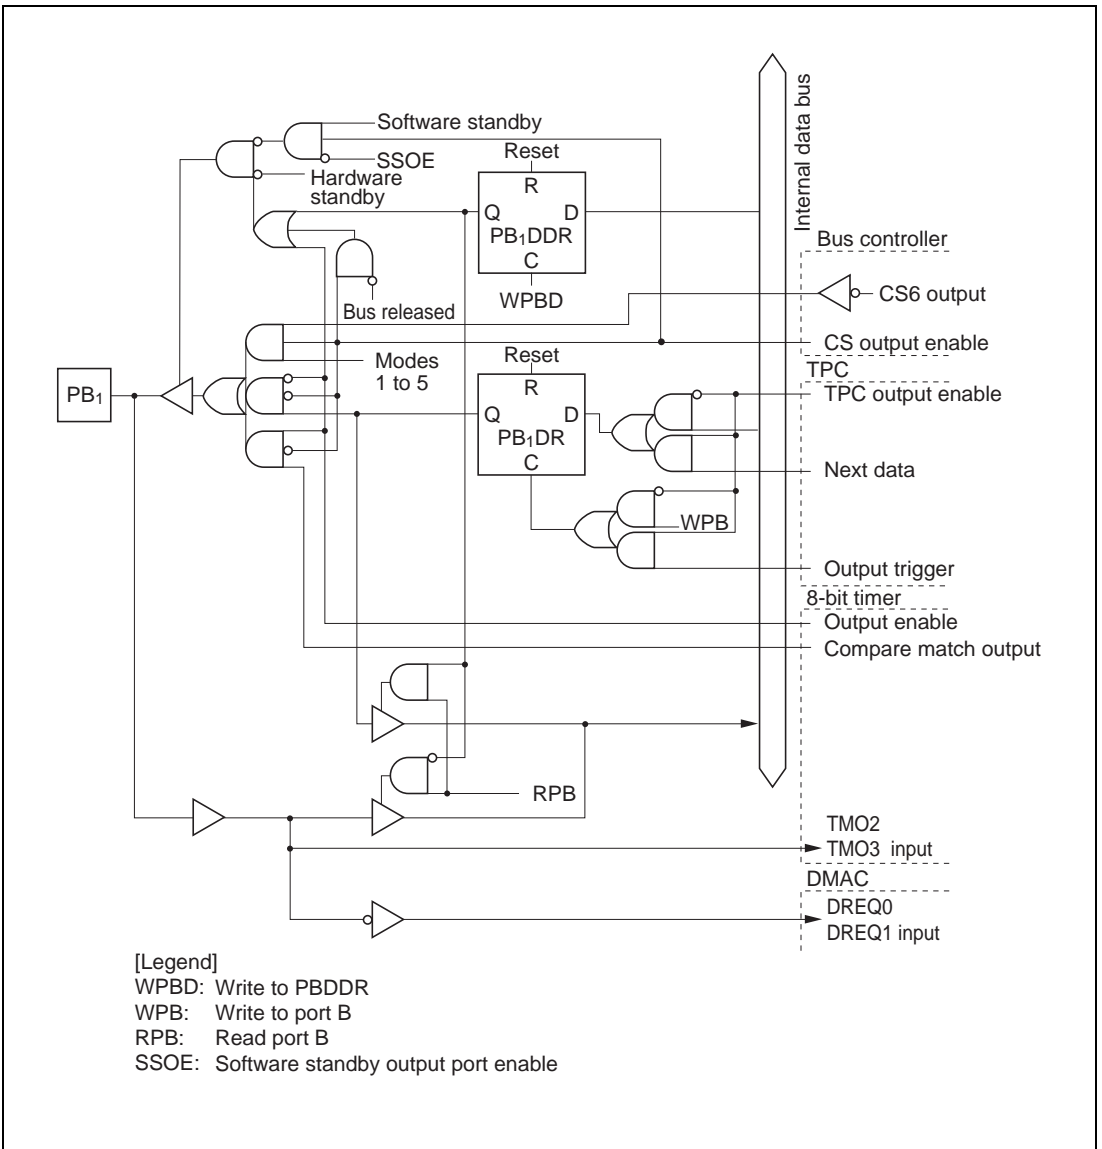 Software standby
SSOE
Hardware
standby
Reset
R
Q D
PB₁DDR
C
WPBD
Bus released
Internal data bus
Bus controller
CS6 output
CS output enable
Modes
1 to 5
PB₁
Reset
R
Q D
PB₁DR
C
TPC
TPC output enable
Next data
WPB
Output trigger
8-bit timer
Output enable
Compare match output
RPB
TMO2
TMO3 input
DMAC
DREQ0
DREQ1 input
[Legend]
WPBD: Write to PBDDR
WPB: Write to port B
RPB: Read port B
SSOE: Software standby output port enable